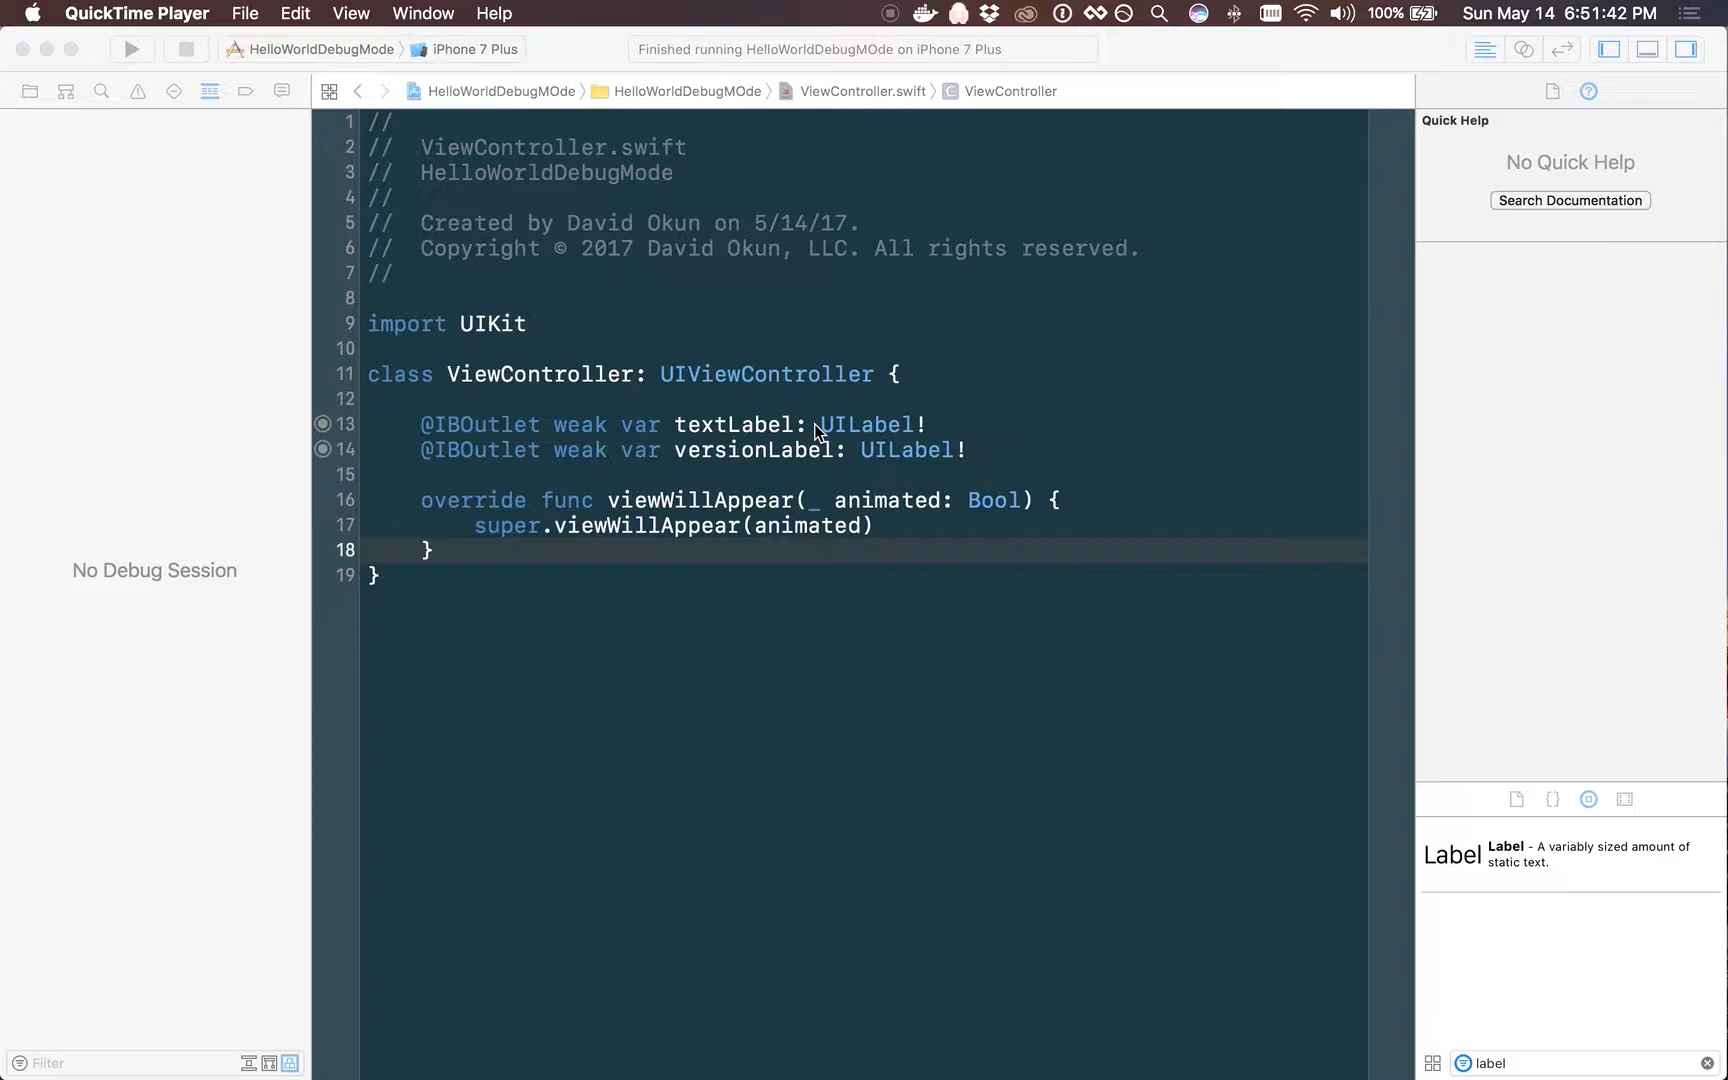 QuickTime Player File Edit View Window Help 100% Sun May 14 6:51:42 PM
HelloWorldDebugMode iPhone 7 Plus Finished running HelloWorldDebugMOde on iPhone 7 Plus
HelloWorldDebugMOde HelloWorldDebugMOde ViewController.swift ViewController
Quick Help
No Quick Help
Search Documentation
1 //
2 // ViewController.swift
3 // HelloWorldDebugMode
4 //
5 // Created by David Okun on 5/14/17.
6 // Copyright © 2017 David Okun, LLC. All rights reserved.
7 //
8
9 import UIKit
10
11 class ViewController: UIViewController {
12
13 @IBOutlet weak var textLabel: UILabel!
14 @IBOutlet weak var versionLabel: UILabel!
15
16 override func viewWillAppear(_ animated: Bool) {
17 super.viewWillAppear(animated)
18 }
19 }
No Debug Session
Label Label - A variably sized amount of
static text.
Filter
label